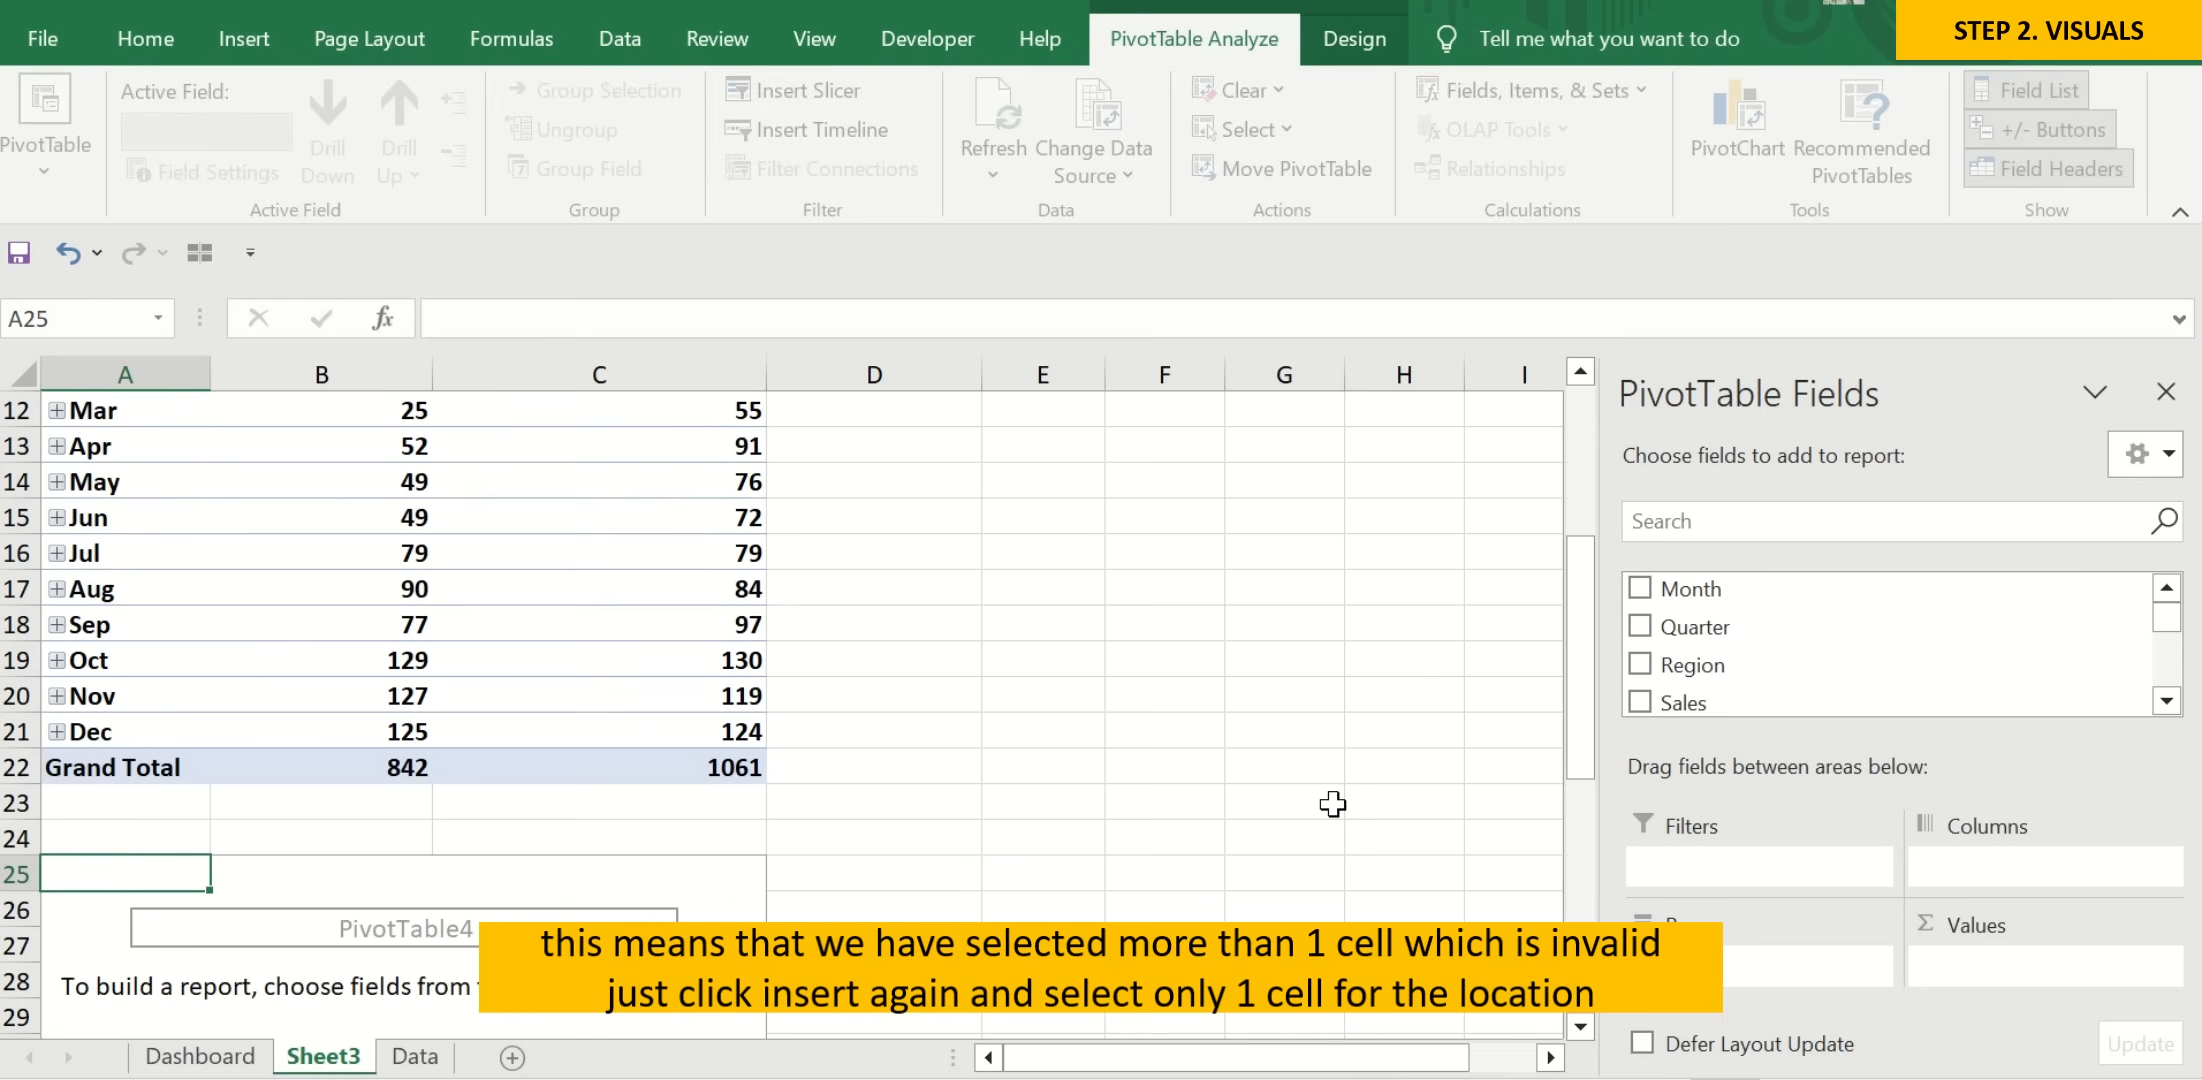 File Home Insert Page Layout Formulas Data Review View Developer Help PivotTable Analyze Design Tell me what you want to do
STEP 2. VISUALS
PivotTable
Active Field:
Field Settings
Drill Down
Drill Up
Active Field
Group Selection
Ungroup
Group Field
Group
Insert Slicer
Insert Timeline
Filter Connections
Filter
Refresh
Change Data Source
Data
Clear
Select
Move PivotTable
Actions
Fields, Items, & Sets
OLAP Tools
Relationships
Calculations
PivotChart
Recommended PivotTables
Tools
Field List
+/- Buttons
Field Headers
Show
A25
fx
A B C D E F G H I
12 Mar 25 55
13 Apr 52 91
14 May 49 76
15 Jun 49 72
16 Jul 79 79
17 Aug 90 84
18 Sep 77 97
19 Oct 129 130
20 Nov 127 119
21 Dec 125 124
22 Grand Total 842 1061
23
24
25
26
PivotTable4
27
28 To build a report, choose fields from
29
this means that we have selected more than 1 cell which is invalid
just click insert again and select only 1 cell for the location
Dashboard Sheet3 Data
PivotTable Fields
Choose fields to add to report:
Search
Month
Quarter
Region
Sales
Drag fields between areas below:
Filters
Columns
Σ Values
Defer Layout Update
Update